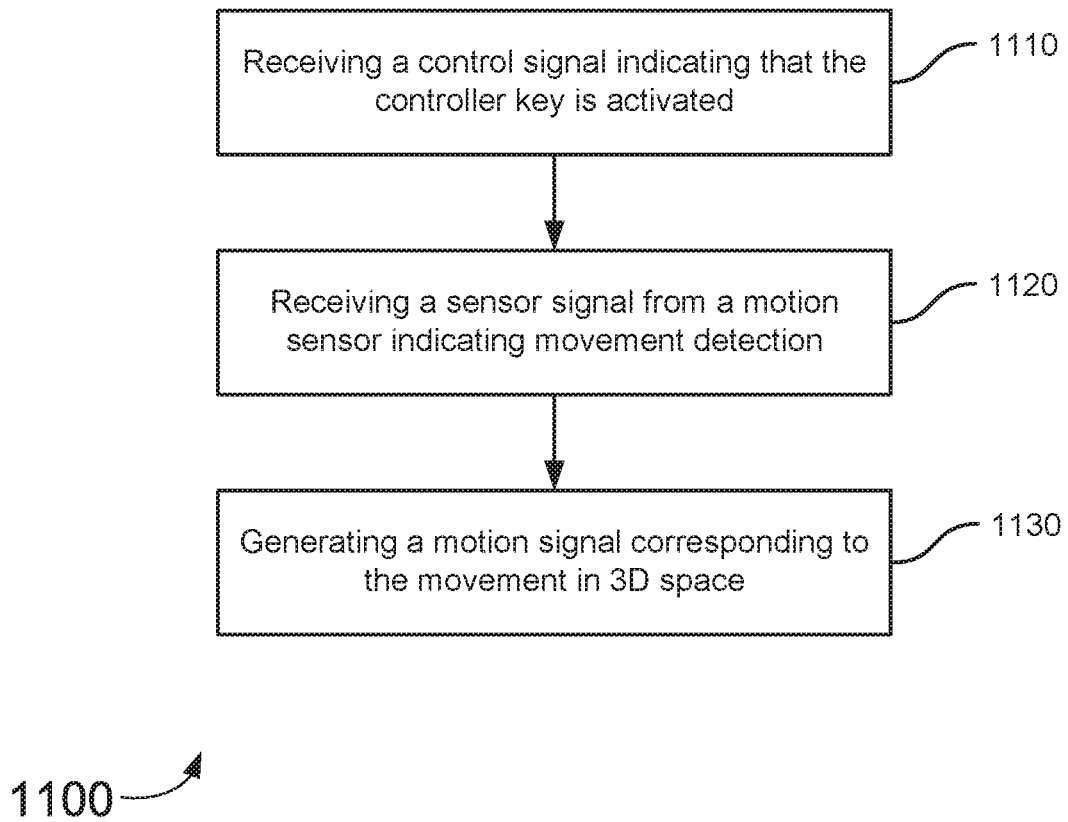 Receiving a control signal indicating that the
controller key is activated
1110
Receiving a sensor signal from a motion
sensor indicating movement detection
1120
Generating a motion signal corresponding to
the movement in 3D space
1130
1100